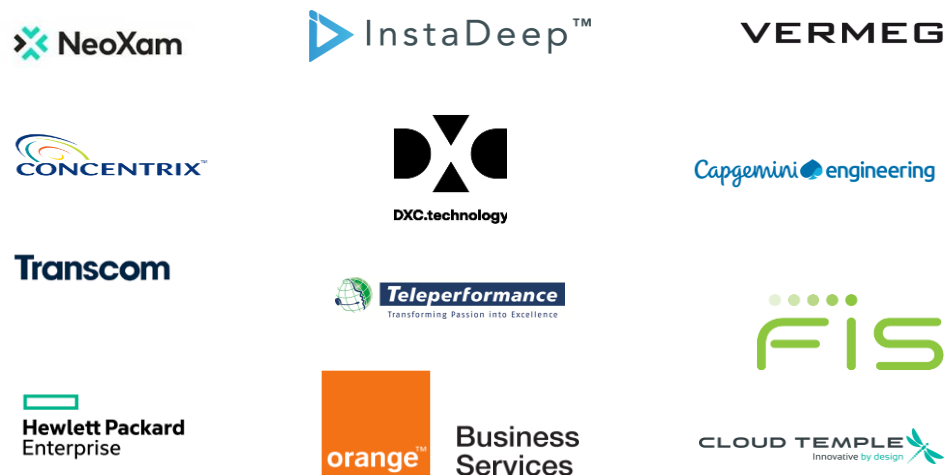 NeoXam
InstaDeep™
VERMEG
CONCENTRIX™
DXC.technology
Capgemini engineering
Transcom
Teleperformance
Transforming Passion into Excellence
FIS
Hewlett Packard
Enterprise
orange™
Business
Services
CLOUD TEMPLE
Innovative by design